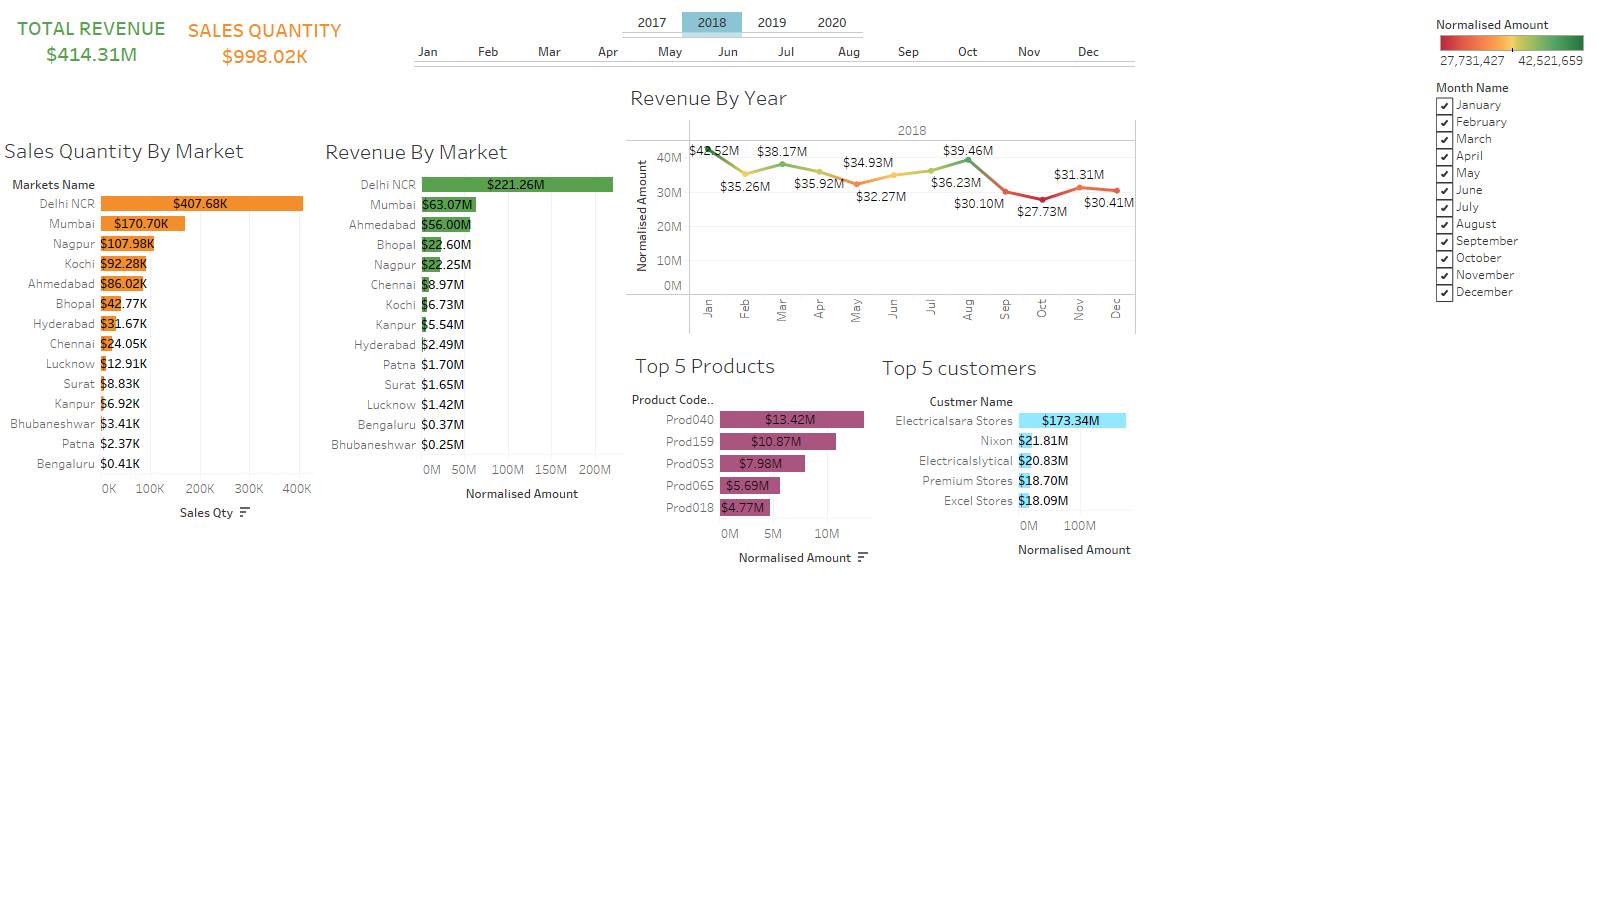 TOTAL REVENUE
$414.31M
SALES QUANTITY
$998.02K
2017 2018 2019 2020
Jan Feb Mar Apr May Jun Jul Aug Sep Oct Nov Dec
Sales Quantity By Market
Markets Name
Delhi NCR $407.68K
Mumbai $170.70K
Nagpur $107.98K
Kochi $92.28K
Ahmedabad $86.02K
Bhopal $42.77K
Hyderabad $31.67K
Chennai $24.05K
Lucknow $12.91K
Surat $8.83K
Kanpur $6.92K
Bhubaneshwar $3.41K
Patna $2.37K
Bengaluru $0.41K
0K 100K 200K 300K 400K
Sales Qty
Revenue By Market
Delhi NCR $221.26M
Mumbai $63.07M
Ahmedabad $56.00M
Bhopal $22.60M
Nagpur $22.25M
Chennai $8.97M
Kochi $6.73M
Kanpur $5.54M
Hyderabad $2.49M
Patna $1.70M
Surat $1.65M
Lucknow $1.42M
Bengaluru $0.37M
Bhubaneshwar $0.25M
0M 50M 100M 150M 200M
Normalised Amount
Revenue By Year
2018
Normalised Amount
40M
30M
20M
10M
0M
$42.52M
$35.26M
$38.17M
$35.92M
$32.27M
$34.93M
$36.23M
$39.46M
$30.10M
$27.73M
$31.31M
$30.41M
Jan Feb Mar Apr May Jun Jul Aug Sep Oct Nov Dec
Top 5 Products
Product Code..
Prod040 $13.42M
Prod159 $10.87M
Prod053 $7.98M
Prod065 $5.69M
Prod018 $4.77M
0M 5M 10M
Normalised Amount
Top 5 customers
Custmer Name
Electricalsara Stores $173.34M
Nixon $21.81M
Electricalslytical $20.83M
Premium Stores $18.70M
Excel Stores $18.09M
0M 100M
Normalised Amount
Normalised Amount
27,731,427 42,521,659
Month Name
January
February
March
April
May
June
July
August
September
October
November
December